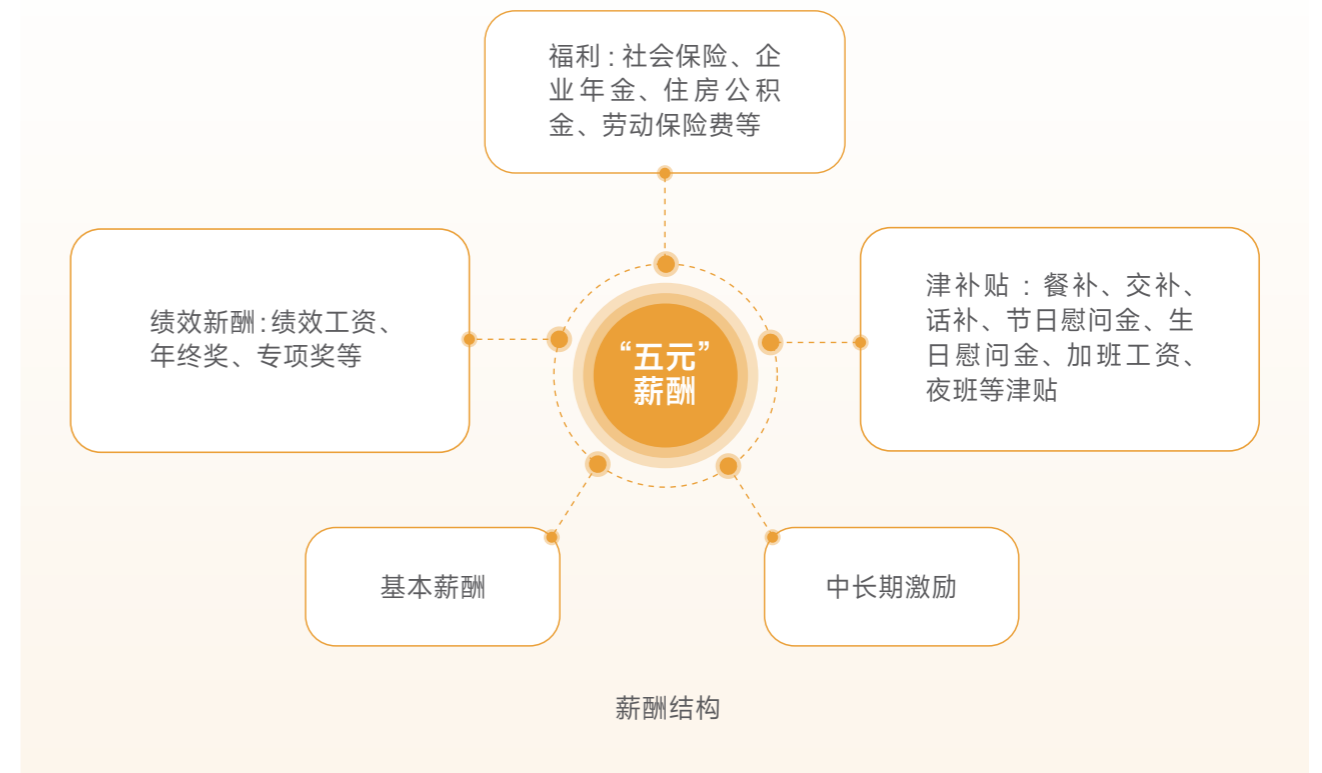 福利:社会保险、企
业年金、住房公积
金、劳动保险费等
绩效新酬:绩效工资、
年终奖、专项奖等
“五元”
薪酬
津补贴：餐补、交补、
话补、节日慰问金、生
日慰问金、加班工资、
夜班等津贴
基本薪酬
中长期激励
薪酬结构